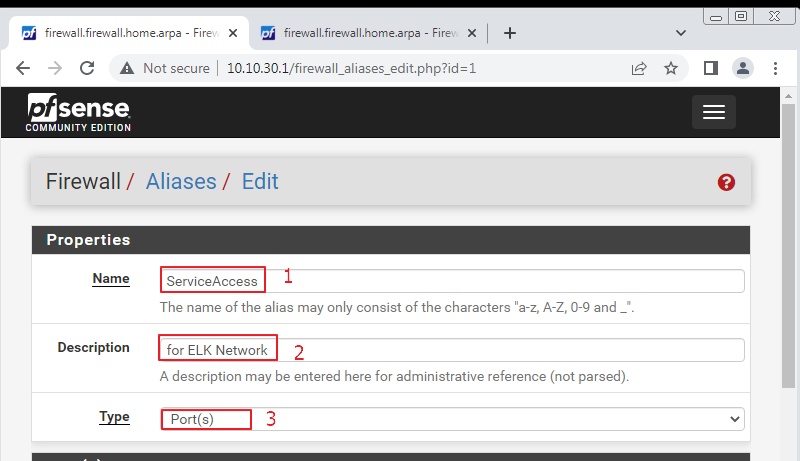 firewall.firewall.home.arpa - Firew
firewall.firewall.home.arpa - Firew
Not secure 10.10.30.1/firewall_aliases_edit.php?id=1
pfsense
COMMUNITY EDITION
Firewall / Aliases / Edit
Properties
Name ServiceAccess 1
The name of the alias may only consist of the characters "a-z, A-Z, 0-9 and _".
Description for ELK Network 2
A description may be entered here for administrative reference (not parsed).
Type Port(s) 3